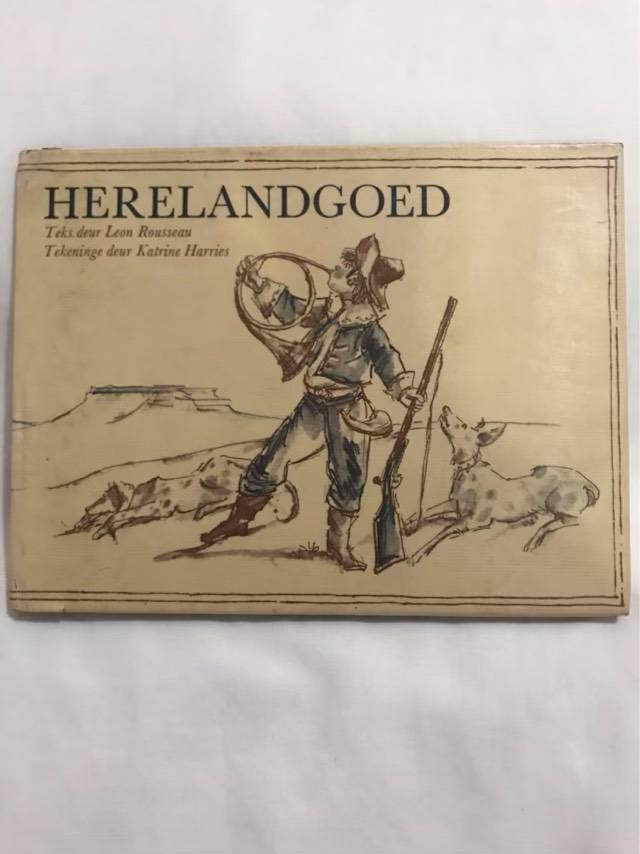 HERELANDGOED
Teks deur Leon Rousseau
Tekeninge deur Katrine Harries